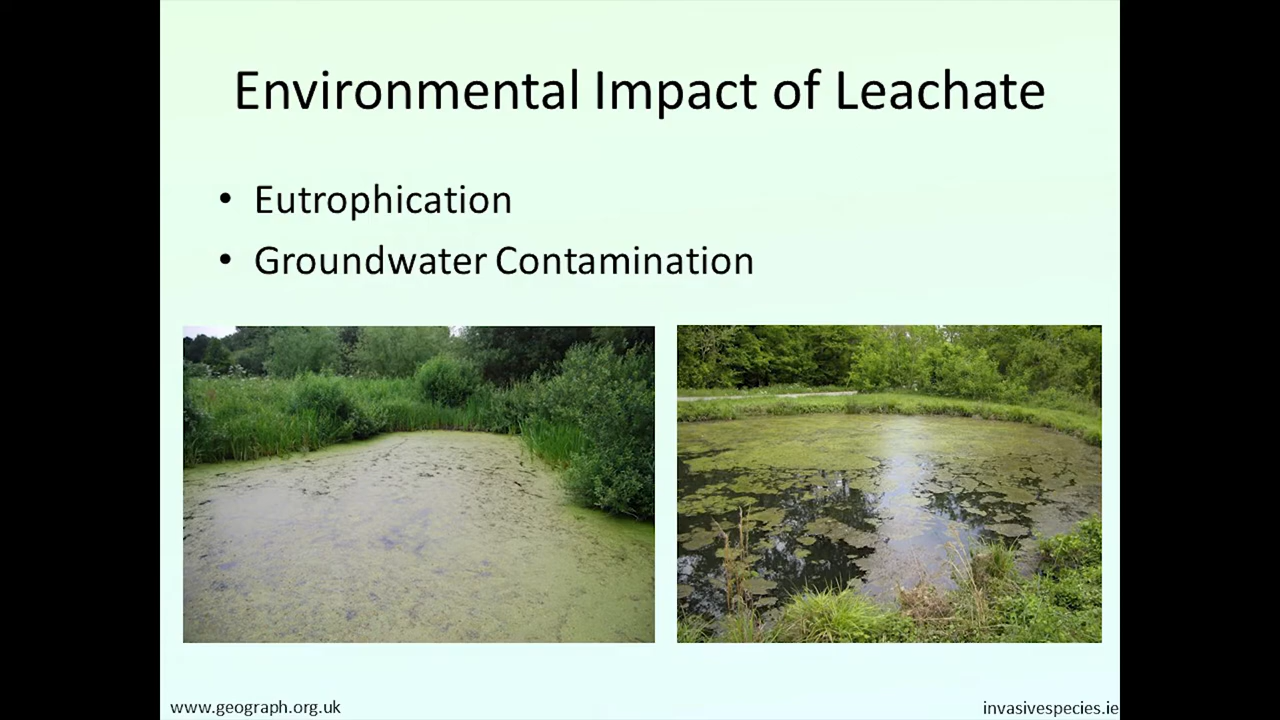 Environmental Impact of Leachate
• Eutrophication
• Groundwater Contamination
www.geograph.org.uk
invasivespecies.ie